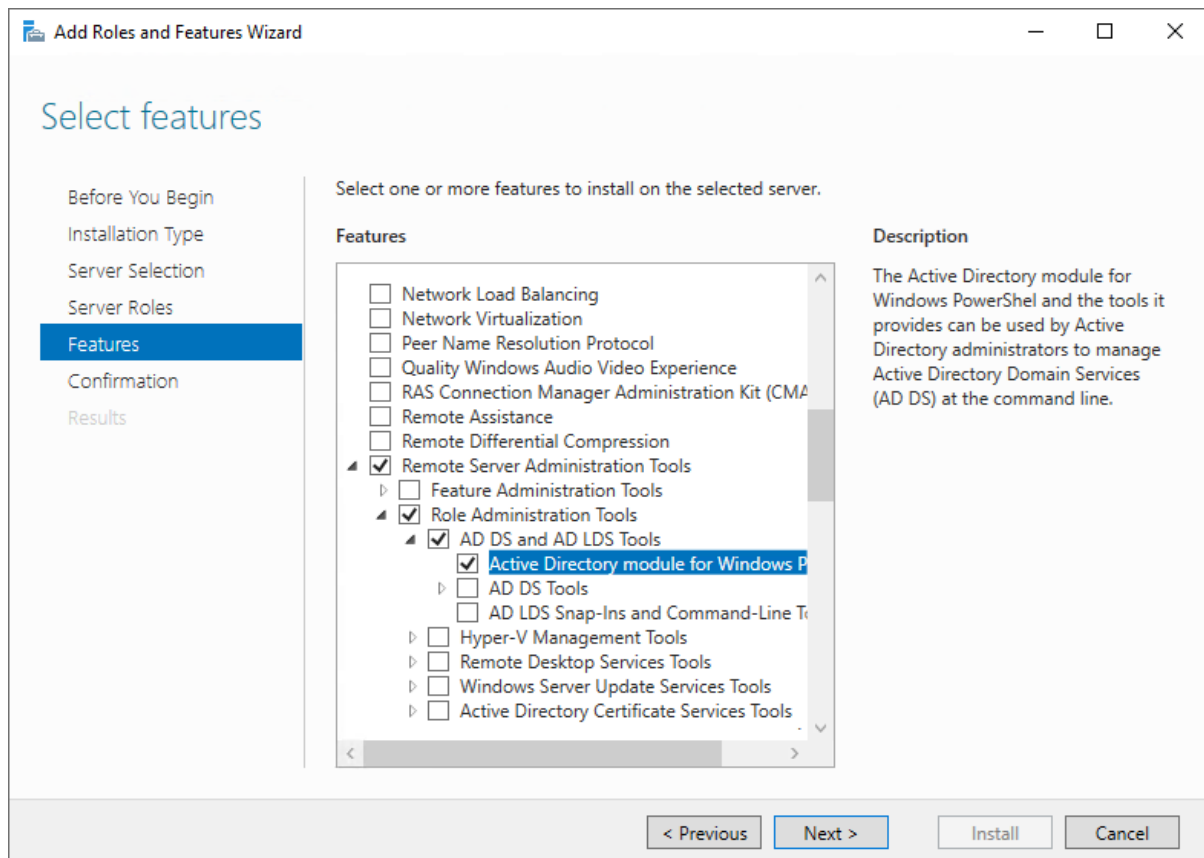 Add Roles and Features Wizard
Select features
Before You Begin
Installation Type
Server Selection
Server Roles
Features
Confirmation
Results
Select one or more features to install on the selected server.
Features
Network Load Balancing
Network Virtualization
Peer Name Resolution Protocol
Quality Windows Audio Video Experience
RAS Connection Manager Administration Kit (CMA
Remote Assistance
Remote Differential Compression
Remote Server Administration Tools
Feature Administration Tools
Role Administration Tools
AD DS and AD LDS Tools
Active Directory module for Windows P
AD DS Tools
AD LDS Snap-Ins and Command-Line To
Hyper-V Management Tools
Remote Desktop Services Tools
Windows Server Update Services Tools
Active Directory Certificate Services Tools
Description
The Active Directory module for
Windows PowerShel and the tools it
provides can be used by Active
Directory administrators to manage
Active Directory Domain Services
(AD DS) at the command line.
< Previous
Next >
Install
Cancel